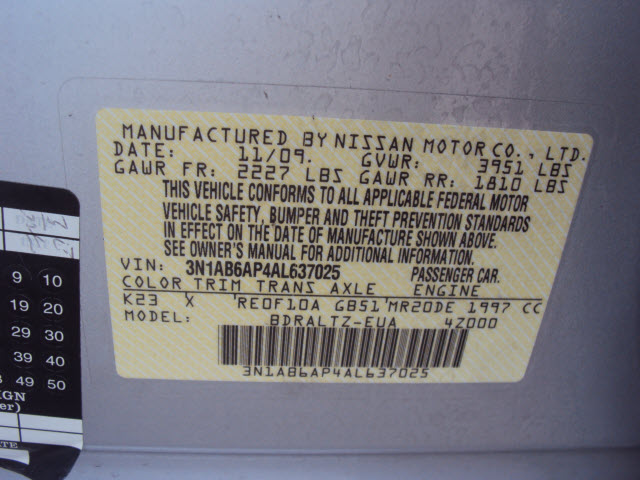 MANUFACTURED BY NISSAN MOTOR CO., LTD.
DATE: 11/09. GVWR: 3951 LBS
GAWR FR: 2227 LBS GAWR RR: 1810 LBS
THIS VEHICLE CONFORMS TO ALL APPLICABLE FEDERAL MOTOR
VEHICLE SAFETY, BUMPER AND THEFT PREVENTION STANDARDS
IN EFFECT ON THE DATE OF MANUFACTURE SHOWN ABOVE.
SEE OWNER'S MANUAL FOR ADDITIONAL INFORMATION.
VIN: 3N1AB6AP4AL637025 PASSENGER CAR.
COLOR TRIM TRANS AXLE ENGINE
K23 X 'RE0F10A GB51'MR20DE 1997 CC
MODEL: BDRALTZ-EUA 4Z000
3N1AB6AP4AL637025
9 10
19 20
29 30
39 40
49 50